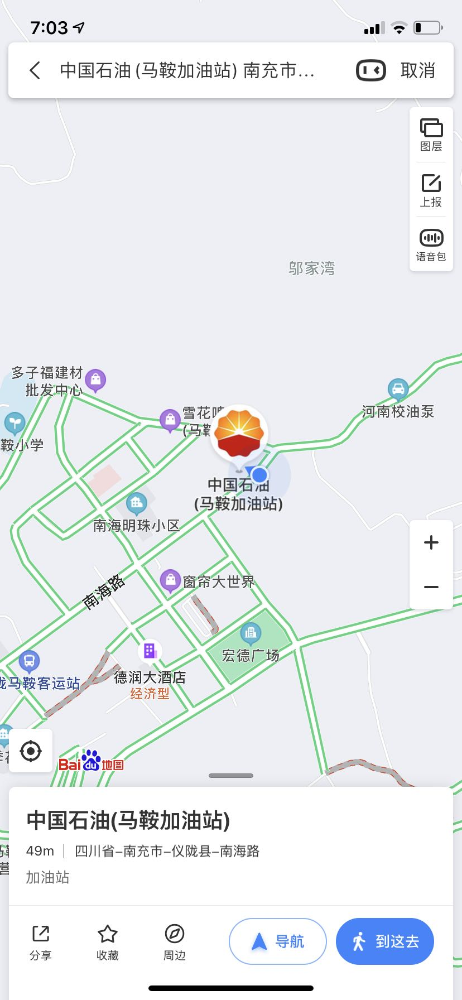 7:03
中国石油 (马鞍加油站) 南充市... 取消
图层
上报
语音包
邬家湾
多子福建材
批发中心
雪花啤
(马鞍
河南校油泵
鞍小学
中国石油
(马鞍加油站)
南海明珠小区
南海路
窗帘大世界
宏德广场
陇马鞍客运站
德润大酒店
经济型
Bai du 地图
中国石油(马鞍加油站)
49m 四川省-南充市-仪陇县-南海路
加油站
分享
收藏
周边
导航
到这去